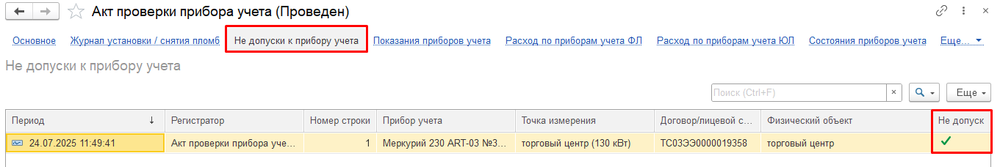 Акт проверки прибора учета (Проведен)
Основное Журнал установки / снятия пломб Не допуски к прибору учета Показания приборов учета Расход по приборам учета ФЛ Расход по приборам учета ЮЛ Состояния приборов учета Еще...
Не допуски к прибору учета
Поиск (Ctrl+F) × Еще
Период ↓ Регистратор Номер строки Прибор учета Точка измерения Договор/лицевой с... Физический объект Не допуск
24.07.2025 11:49:41 Акт проверки прибора уче... 1 Меркурий 230 ART-03 №3... торговый центр (130 кВт) ТС03ЭЭ0000019358 торговый центр